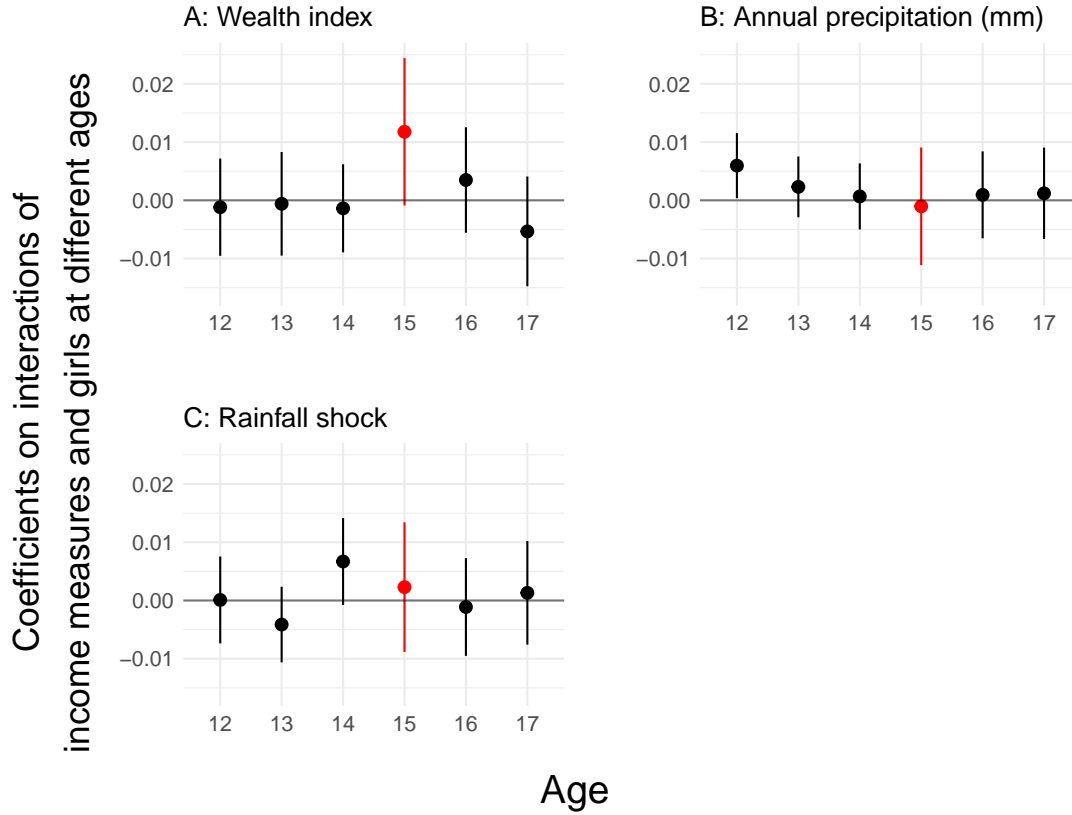 A: Wealth index
0.02
0.01
0.00
−0.01
12 13 14 15 16 17
B: Annual precipitation (mm)
0.02
0.01
0.00
−0.01
12 13 14 15 16 17
C: Rainfall shock
0.02
0.01
0.00
−0.01
12 13 14 15 16 17
Coefficients on interactions of
income measures and girls at different ages
Age